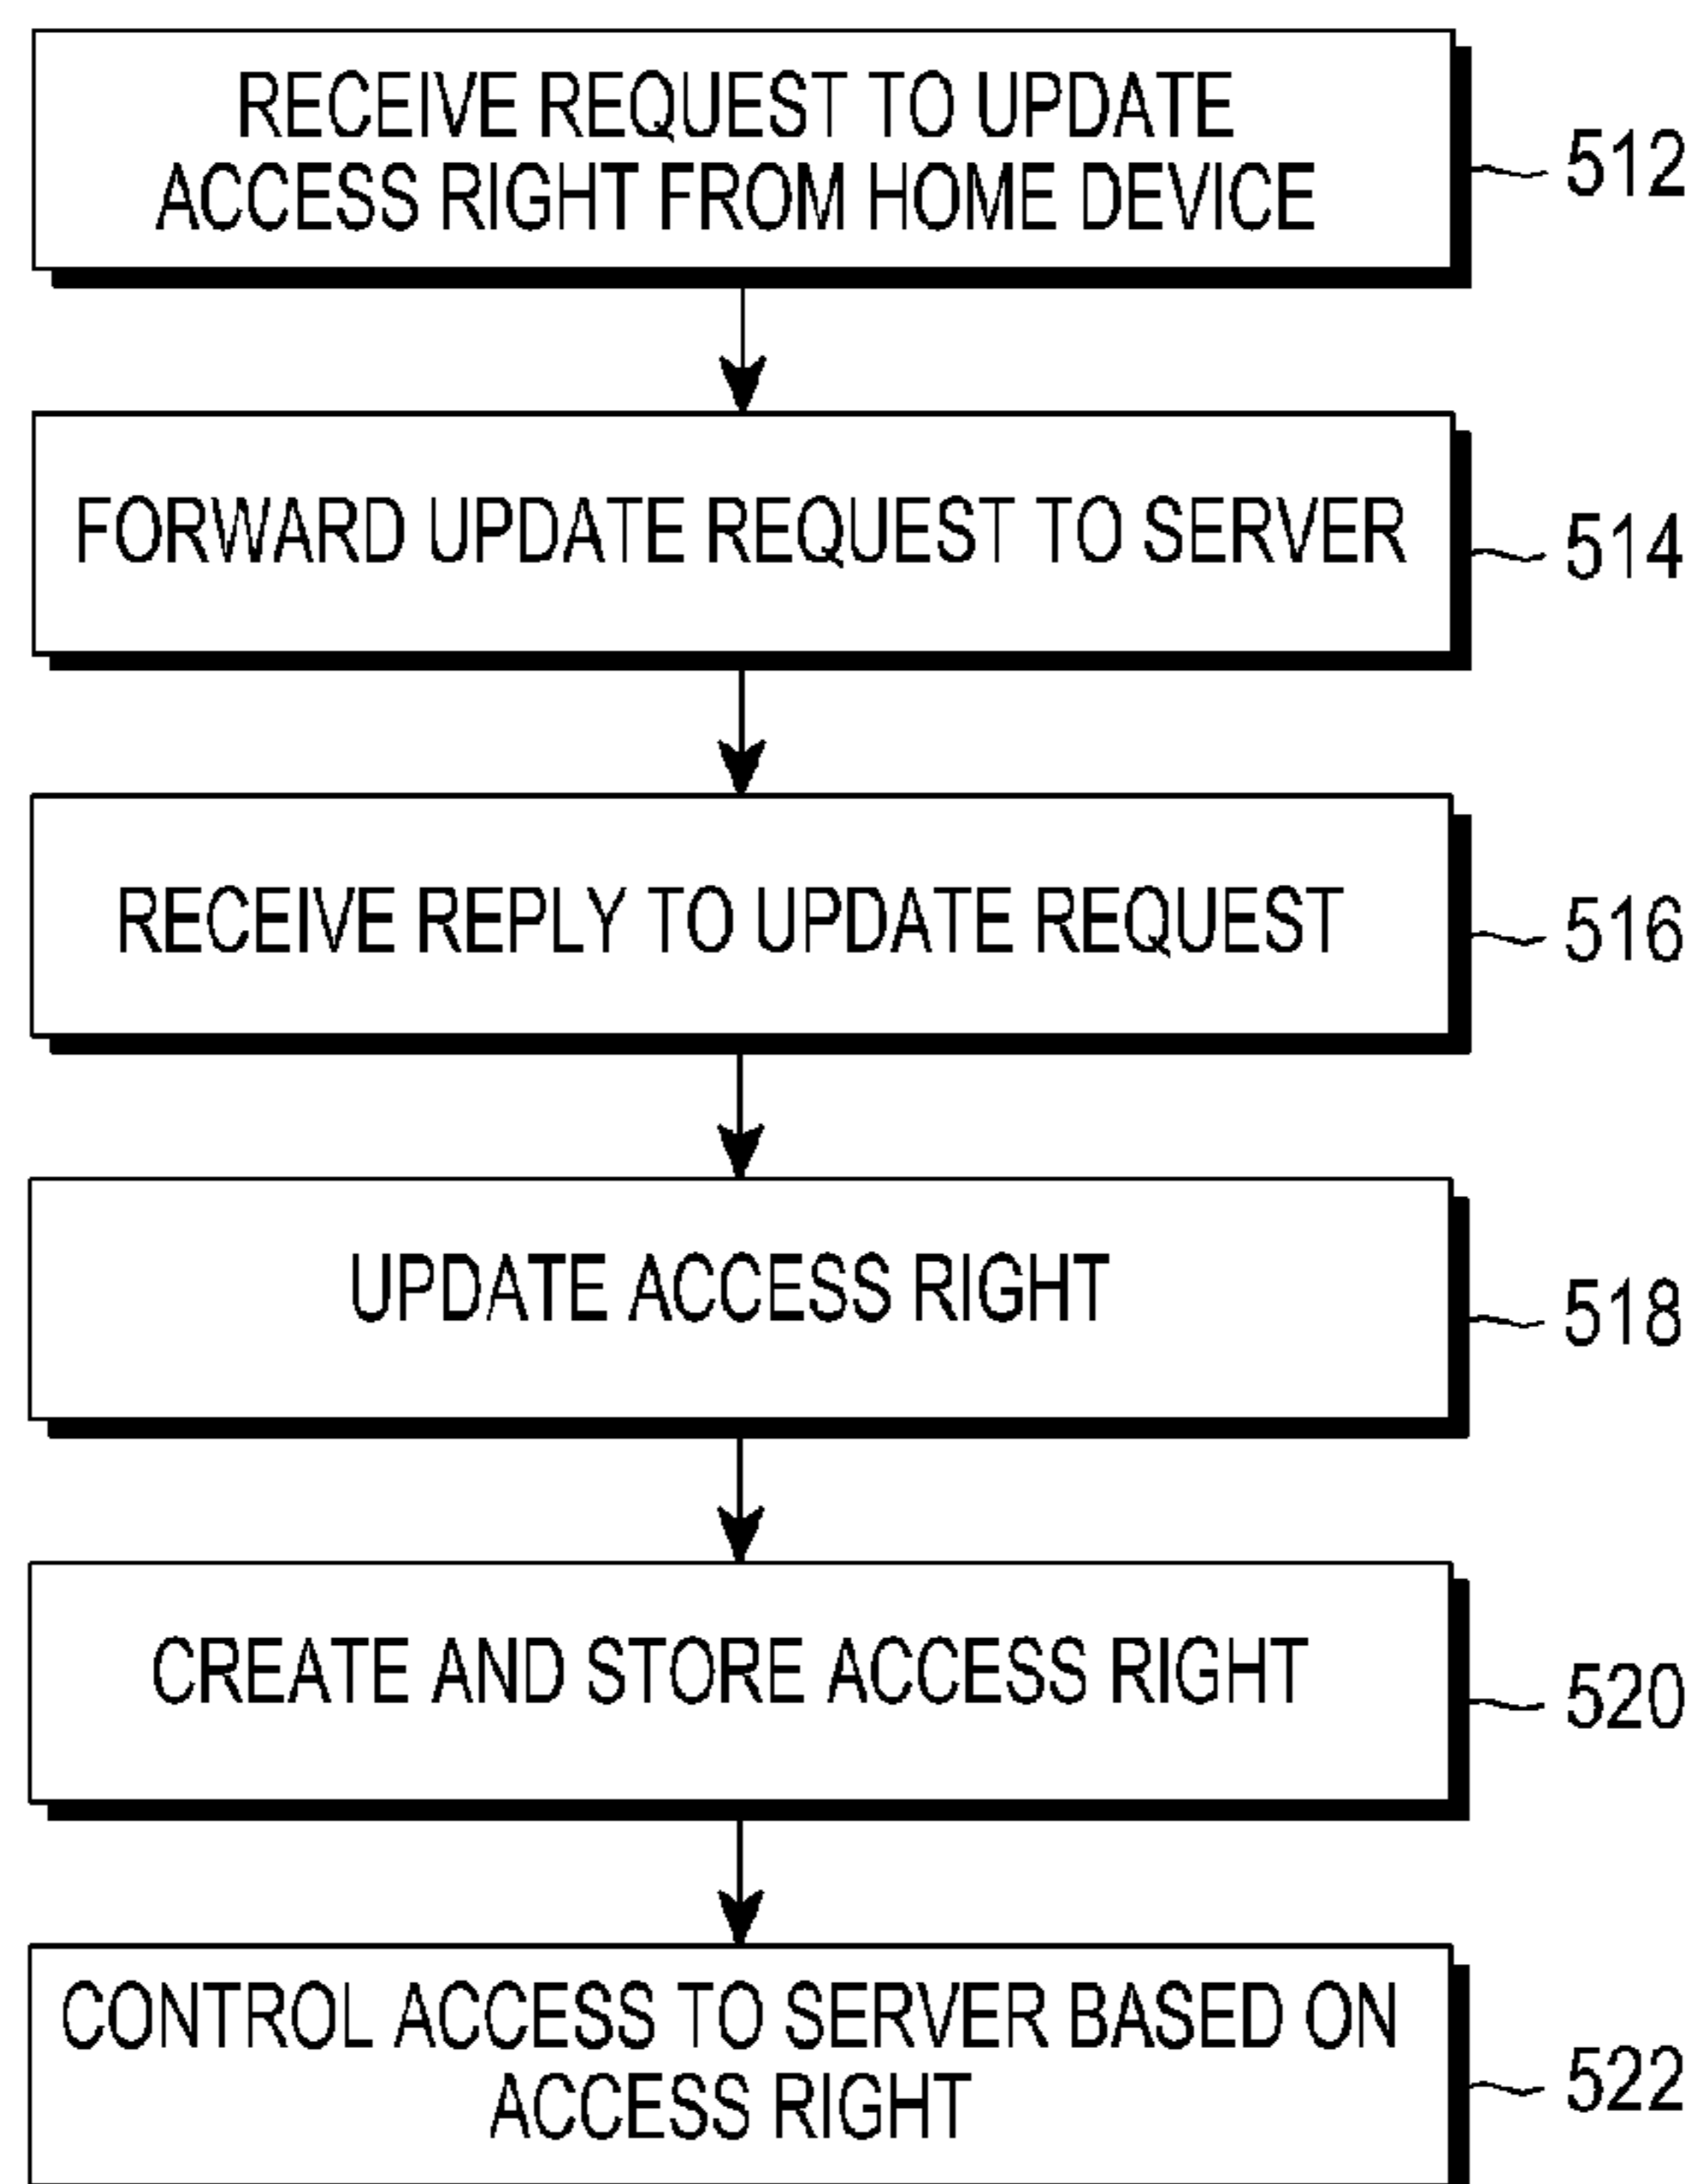 RECEIVE REQUEST TO UPDATE
ACCESS RIGHT FROM HOME DEVICE
512
FORWARD UPDATE REQUEST TO SERVER
514
RECEIVE REPLY TO UPDATE REQUEST
516
UPDATE ACCESS RIGHT
518
CREATE AND STORE ACCESS RIGHT
520
CONTROL ACCESS TO SERVER BASED ON
ACCESS RIGHT
522